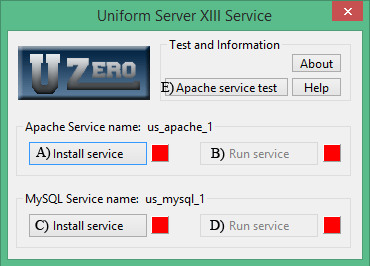 Uniform Server XIII Service
U ZERO
Test and Information
About
E) Apache service test
Help
Apache Service name: us_apache_1
A) Install service
B) Run service
MySQL Service name: us_mysql_1
C) Install service
D) Run service